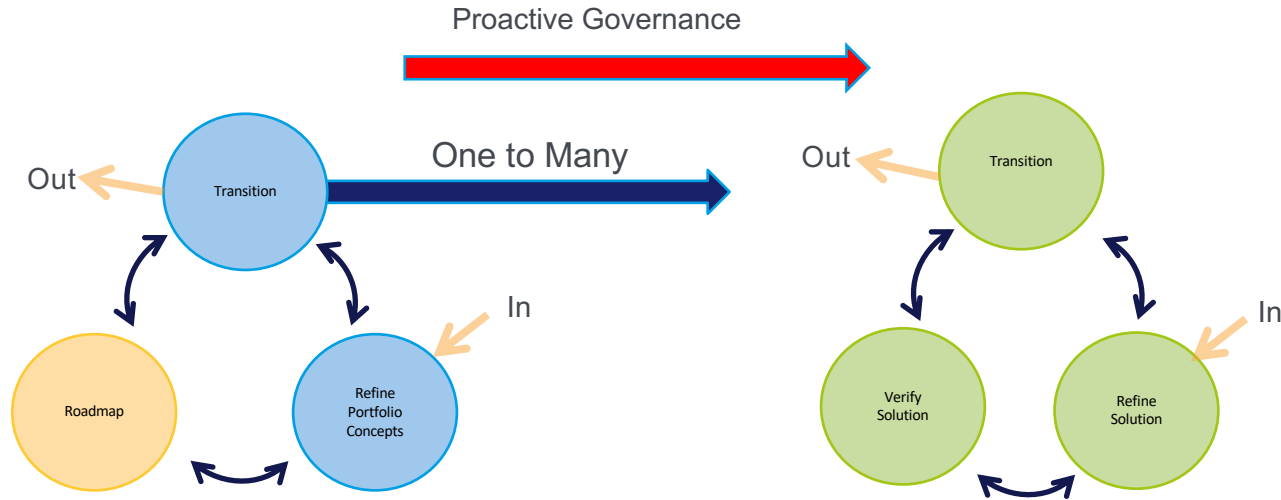 Proactive Governance
One to Many
Out
Transition
In
Roadmap
Refine
Portfolio
Concepts
Out
Transition
In
Verify
Solution
Refine
Solution